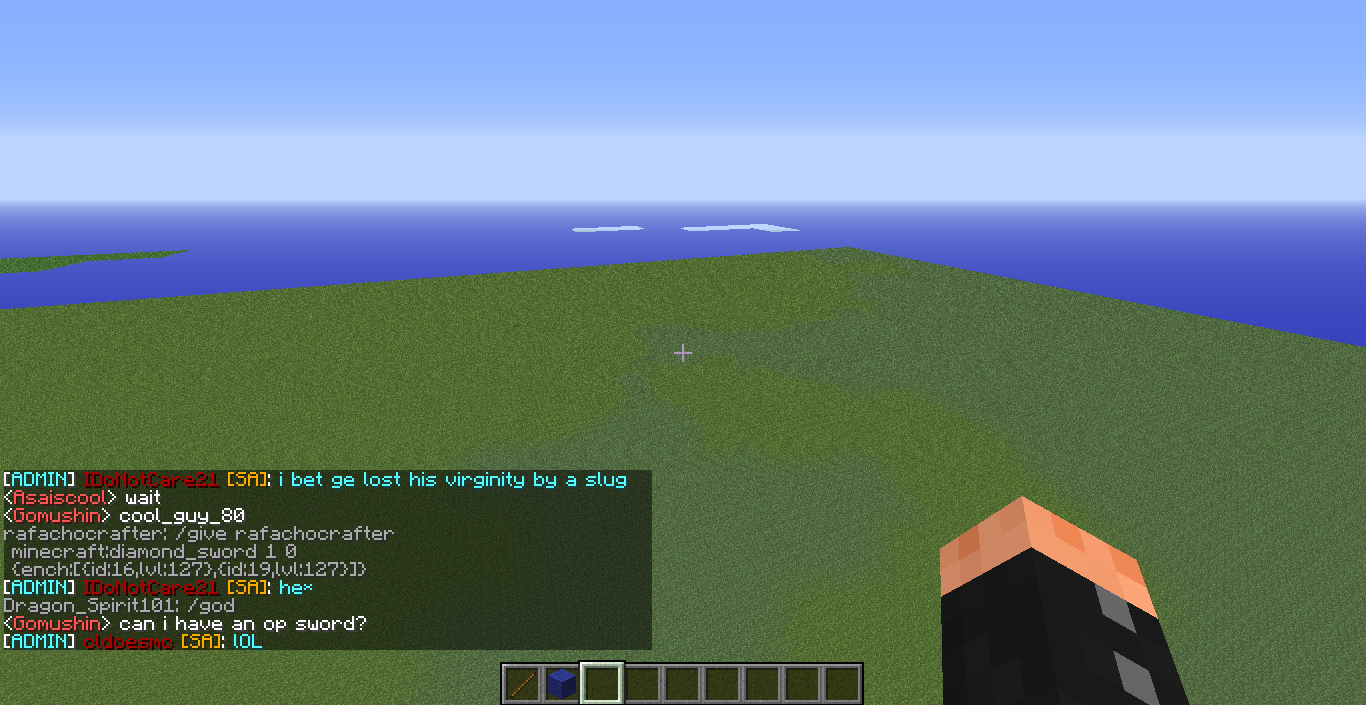 [ADMIN] IDoNotCare21 [SA]: i bet ge lost his virginity by a slug
<Asaiscool> wait
<Gomushin> cool_guy_80
rafachocrafter: /give rafachocrafter
minecraft:diamond_sword 1 0
{ench:[{id:16,lvl:127},{id:19,lvl:127}]}
[ADMIN] IDoNotCare21 [SA]: hex
Dragon_Spirit101: /god
<Gomushin> can i have an op sword?
[ADMIN] cldoesmc [SA]: lOL